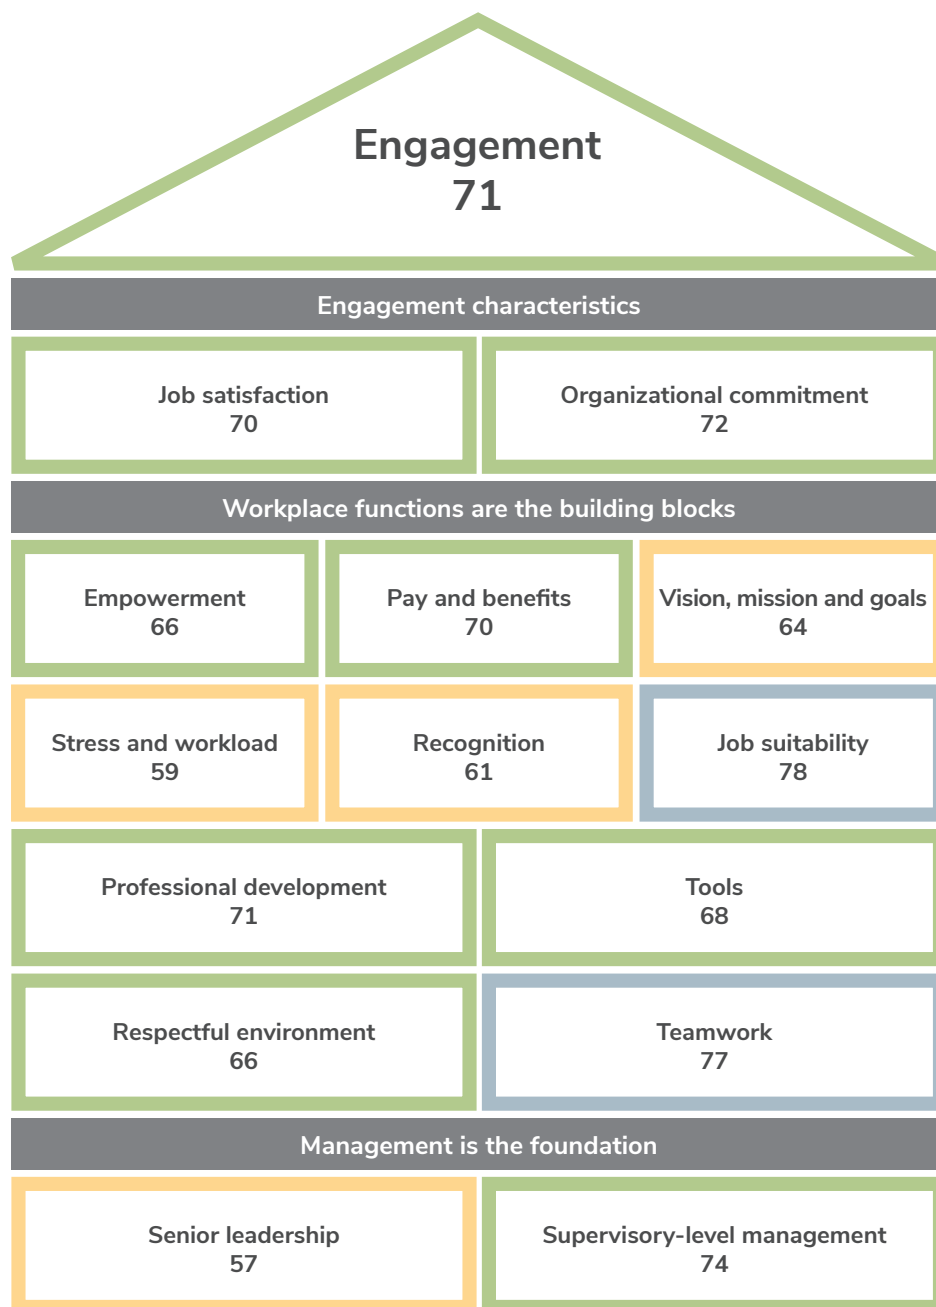 Engagement
71
Engagement characteristics
Job satisfaction
70
Organizational commitment
72
Workplace functions are the building blocks
Empowerment
66
Pay and benefits
70
Vision, mission and goals
64
Stress and workload
59
Recognition
61
Job suitability
78
Professional development
71
Tools
68
Respectful environment
66
Teamwork
77
Management is the foundation
Senior leadership
57
Supervisory-level management
74